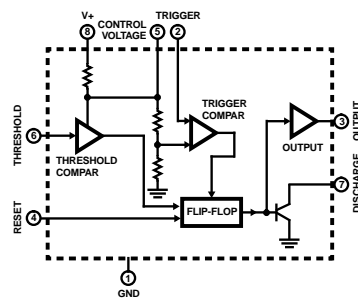 V+
CONTROL
VOLTAGE
TRIGGER
8
5
2
TRIGGER
COMPAR
THRESHOLD
6
THRESHOLD
COMPAR
OUTPUT
3
OUTPUT
7
DISCHARGE
RESET
4
FLIP-FLOP
1
GND